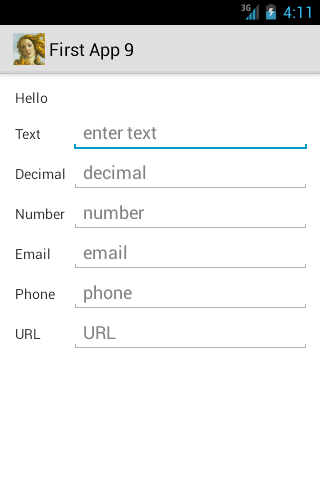 3G 4:11
First App 9
Hello
Text enter text
Decimal decimal
Number number
Email email
Phone phone
URL URL